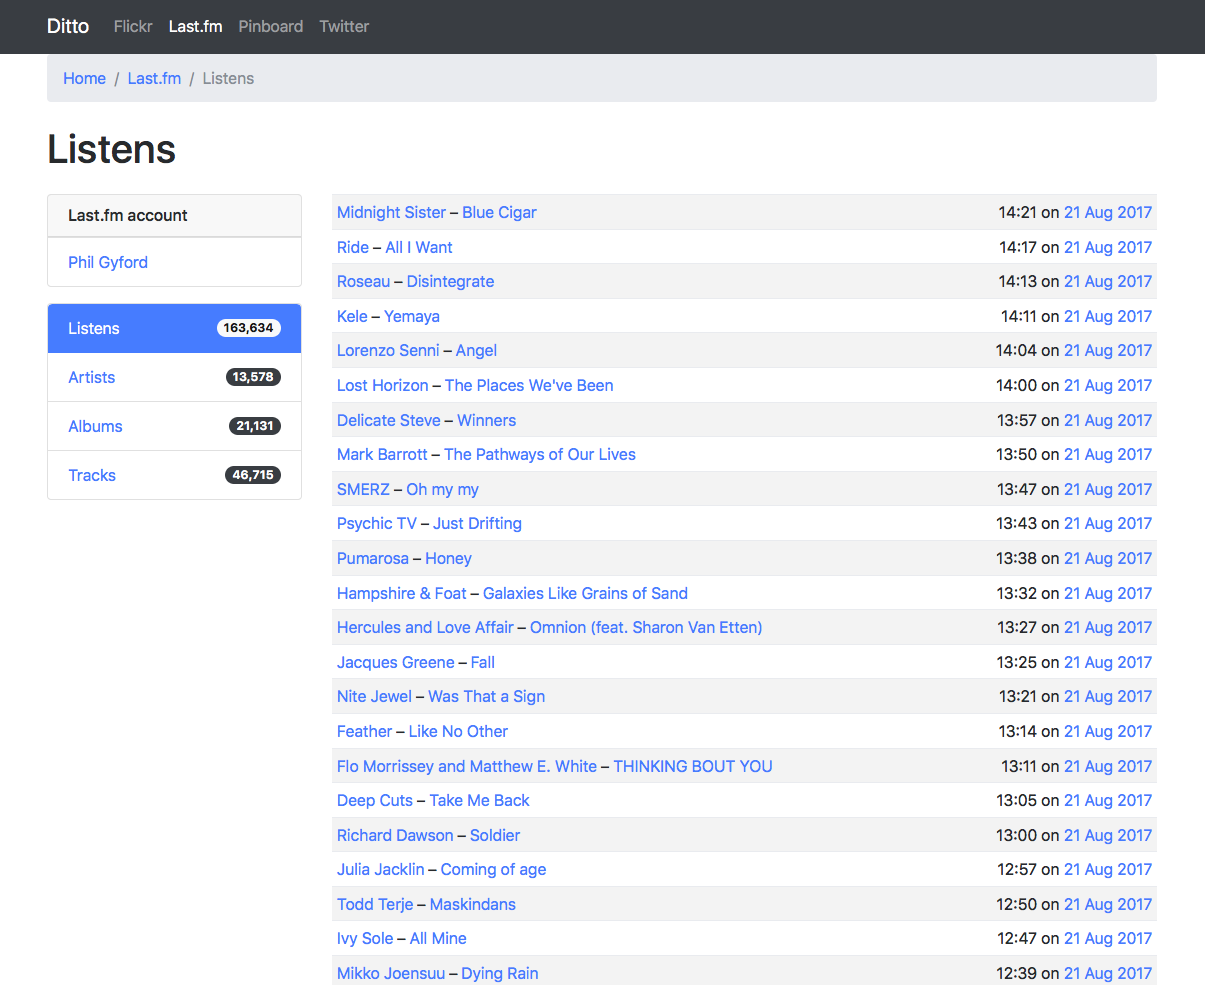 Ditto Flickr Last.fm Pinboard Twitter
Home / Last.fm / Listens
Listens
Last.fm account
Phil Gyford
Listens 163,634
Artists 13,578
Albums 21,131
Tracks 46,715
Midnight Sister – Blue Cigar 14:21 on 21 Aug 2017
Ride – All I Want 14:17 on 21 Aug 2017
Roseau – Disintegrate 14:13 on 21 Aug 2017
Kele – Yemaya 14:11 on 21 Aug 2017
Lorenzo Senni – Angel 14:04 on 21 Aug 2017
Lost Horizon – The Places We've Been 14:00 on 21 Aug 2017
Delicate Steve – Winners 13:57 on 21 Aug 2017
Mark Barrott – The Pathways of Our Lives 13:50 on 21 Aug 2017
SMERZ – Oh my my 13:47 on 21 Aug 2017
Psychic TV – Just Drifting 13:43 on 21 Aug 2017
Pumarosa – Honey 13:38 on 21 Aug 2017
Hampshire & Foat – Galaxies Like Grains of Sand 13:32 on 21 Aug 2017
Hercules and Love Affair – Omnion (feat. Sharon Van Etten) 13:27 on 21 Aug 2017
Jacques Greene – Fall 13:25 on 21 Aug 2017
Nite Jewel – Was That a Sign 13:21 on 21 Aug 2017
Feather – Like No Other 13:14 on 21 Aug 2017
Flo Morrissey and Matthew E. White – THINKING BOUT YOU 13:11 on 21 Aug 2017
Deep Cuts – Take Me Back 13:05 on 21 Aug 2017
Richard Dawson – Soldier 13:00 on 21 Aug 2017
Julia Jacklin – Coming of age 12:57 on 21 Aug 2017
Todd Terje – Maskindans 12:50 on 21 Aug 2017
Ivy Sole – All Mine 12:47 on 21 Aug 2017
Mikko Joensuu – Dying Rain 12:39 on 21 Aug 2017